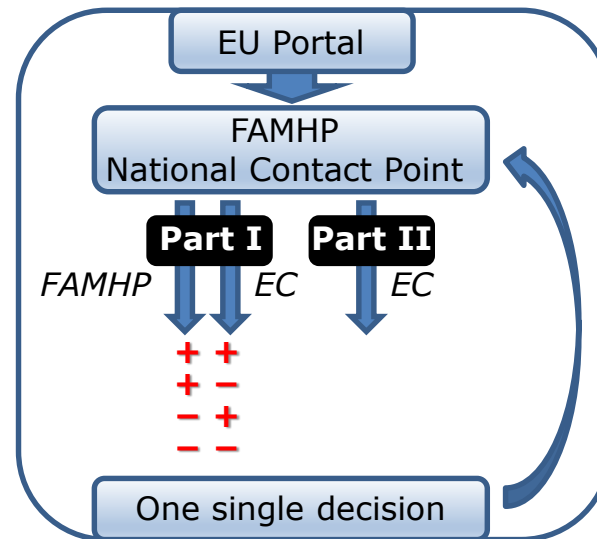 EU Portal
FAMHP
National Contact Point
Part I Part II
FAMHP EC EC
+ +
+ −
− +
− −
One single decision